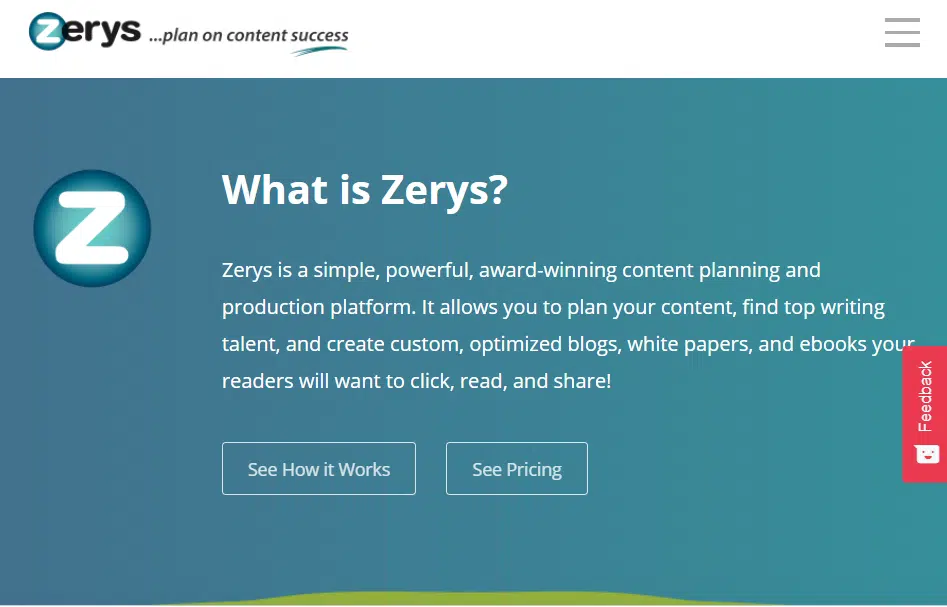 Zerys ...plan on content success
Z
What is Zerys?
Zerys is a simple, powerful, award-winning content planning and
production platform. It allows you to plan your content, find top writing
talent, and create custom, optimized blogs, white papers, and ebooks your
readers will want to click, read, and share!
Feedback
See How it Works
See Pricing